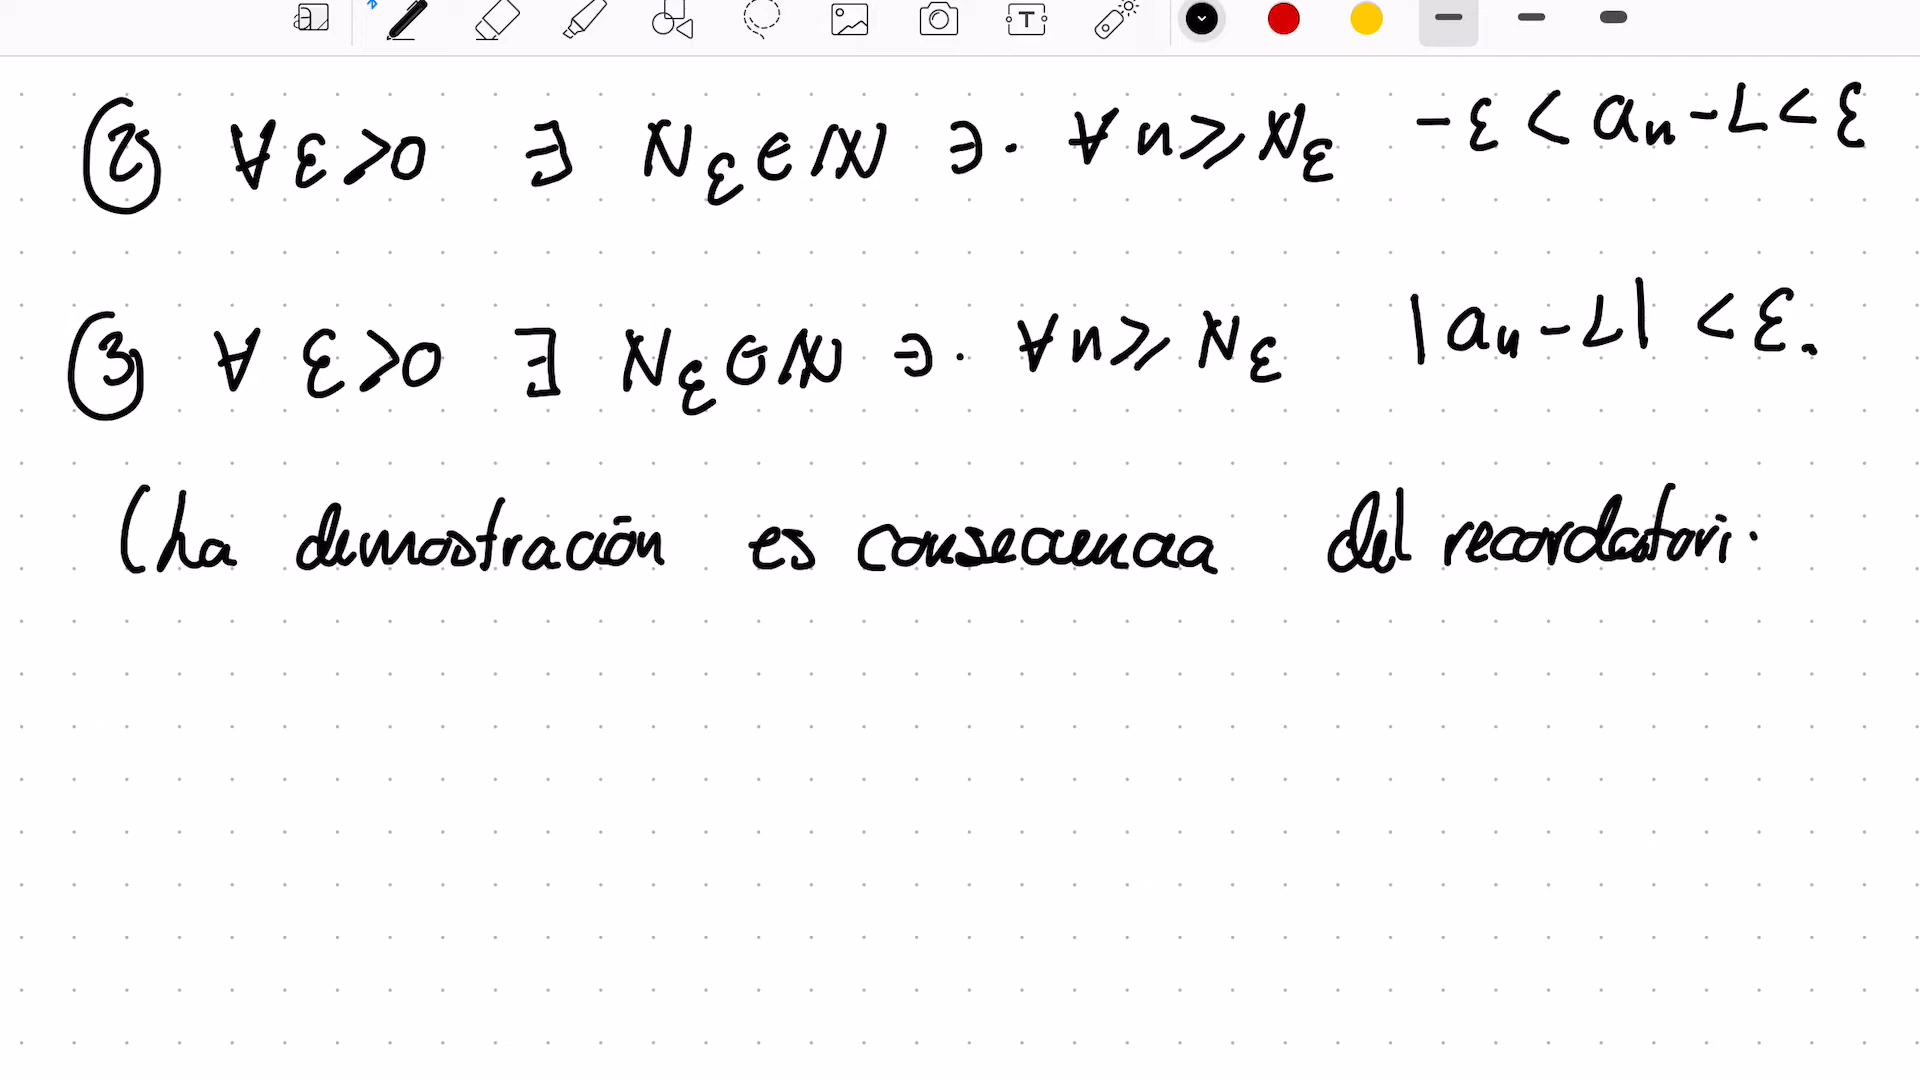 ② ∀ε>0 ∃ N_ε ∈ ℕ ∋· ∀n⩾N_ε -ε < a_n - L < ε
③ ∀ε>0 ∃ N_ε ∈ ℕ ∋· ∀n⩾N_ε |a_n - L| < ε.
(La demostración es consecuencia del recordatori.